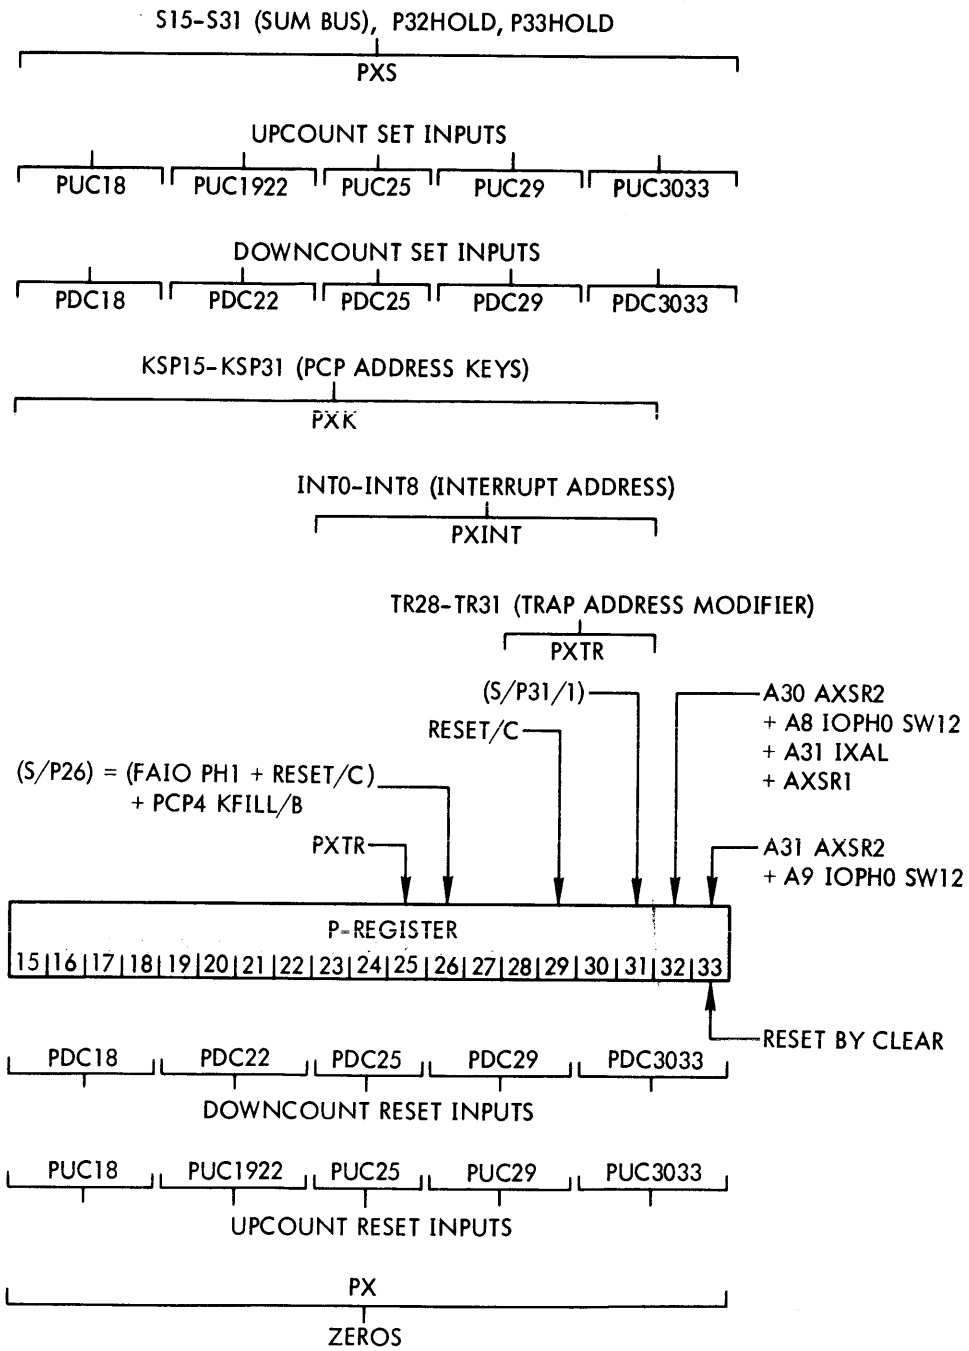 S15-S31 (SUM BUS), P32HOLD, P33HOLD
PXS
UPCOUNT SET INPUTS
PUC18 PUC1922 PUC25 PUC29 PUC3033
DOWNCOUNT SET INPUTS
PDC18 PDC22 PDC25 PDC29 PDC3033
KSP15-KSP31 (PCP ADDRESS KEYS)
PXK
INT0-INT8 (INTERRUPT ADDRESS)
PXINT
TR28-TR31 (TRAP ADDRESS MODIFIER)
PXTR
(S/P31/1)
A30 AXSR2
+ A8 IOPH0 SW12
+ A31 IXAL
+ AXSR1
RESET/C
(S/P26) = (FAIO PH1 + RESET/C)
+ PCP4 KFILL/B
PXTR
A31 AXSR2
+ A9 IOPH0 SW12
P-REGISTER
15 16 17 18 19 20 21 22 23 24 25 26 27 28 29 30 31 32 33
RESET BY CLEAR
PDC18 PDC22 PDC25 PDC29 PDC3033
DOWNCOUNT RESET INPUTS
PUC18 PUC1922 PUC25 PUC29 PUC3033
UPCOUNT RESET INPUTS
PX
ZEROS